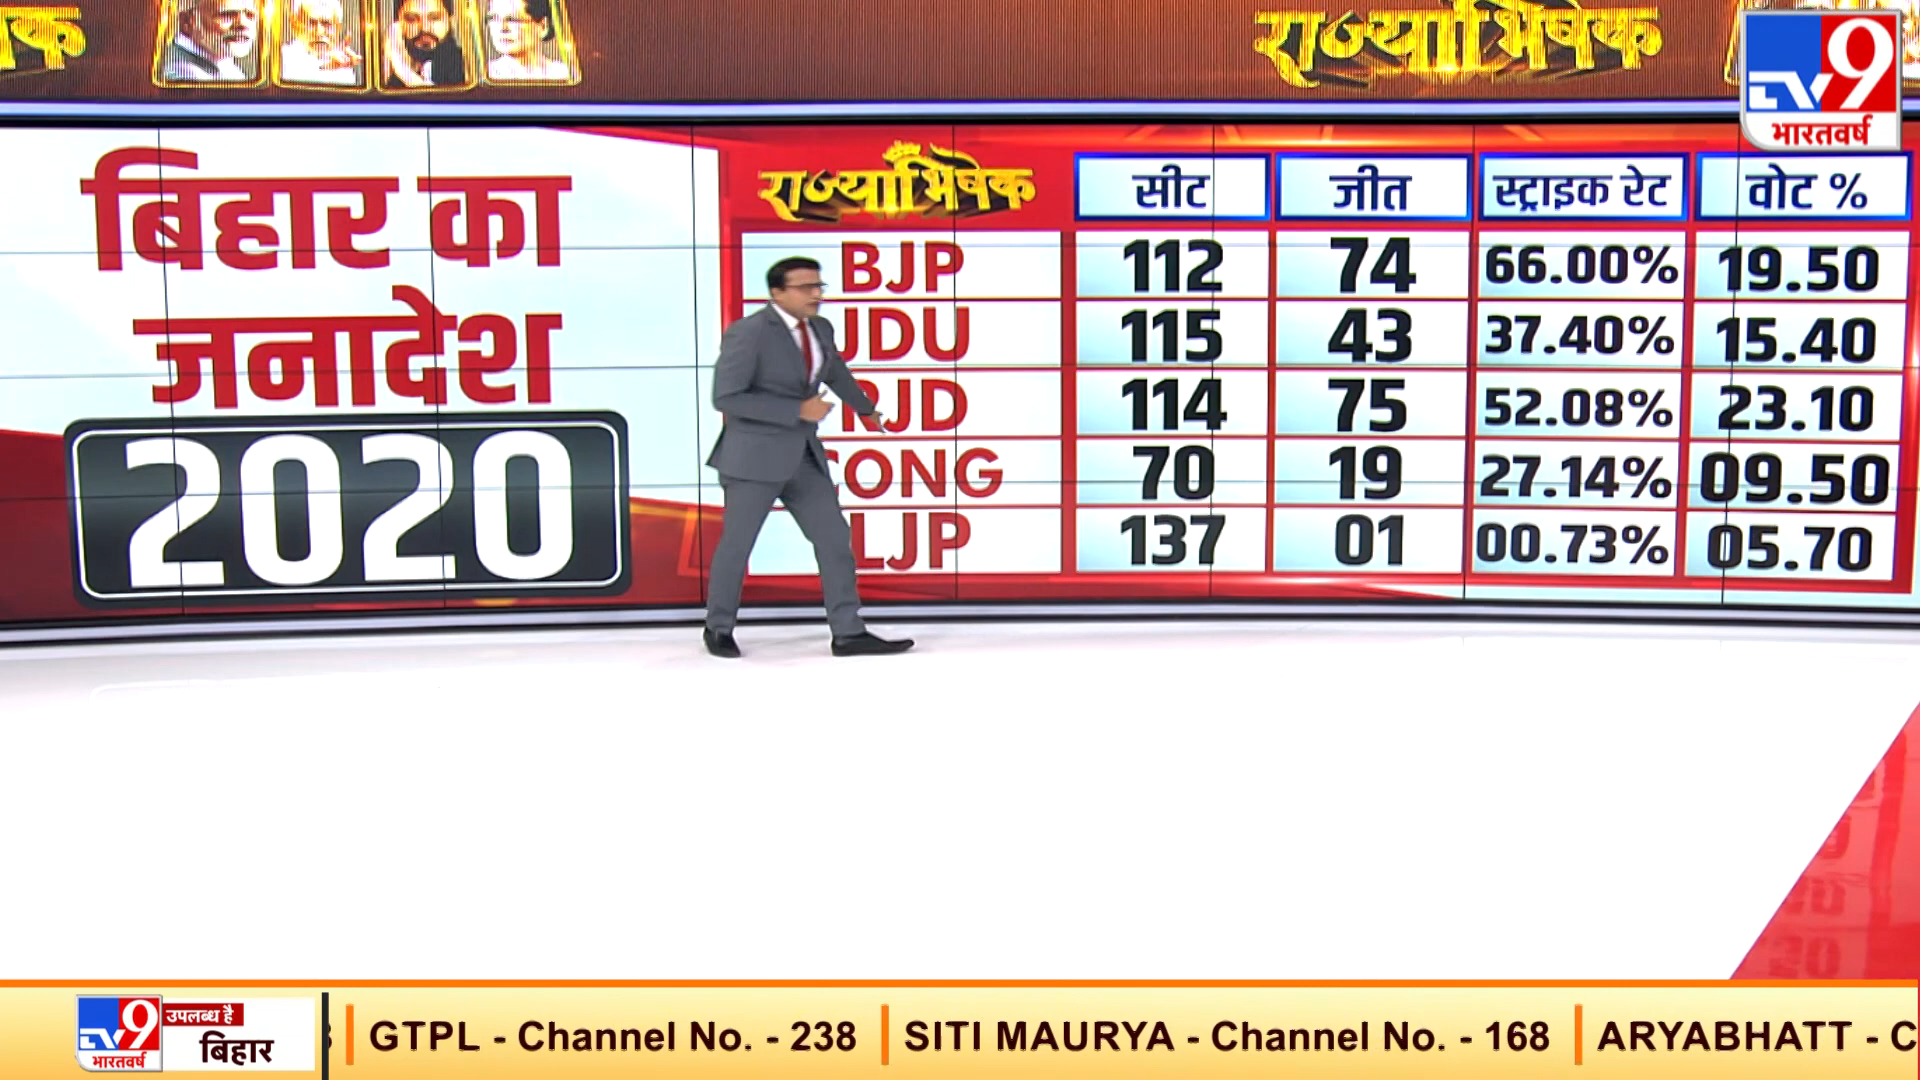 राज्याभिषेक
TV9
भारतवर्ष
बिहार का
जनादेश
2020
राज्याभिषेक सीट जीत स्ट्राइक रेट वोट %
BJP 112 74 66.00% 19.50
JDU 115 43 37.40% 15.40
RJD 114 75 52.08% 23.10
CONG 70 19 27.14% 09.50
LJP 137 01 00.73% 05.70
TV9 भारतवर्ष उपलब्ध है बिहार
GTPL - Channel No. - 238 | SITI MAURYA - Channel No. - 168 | ARYABHATT - C